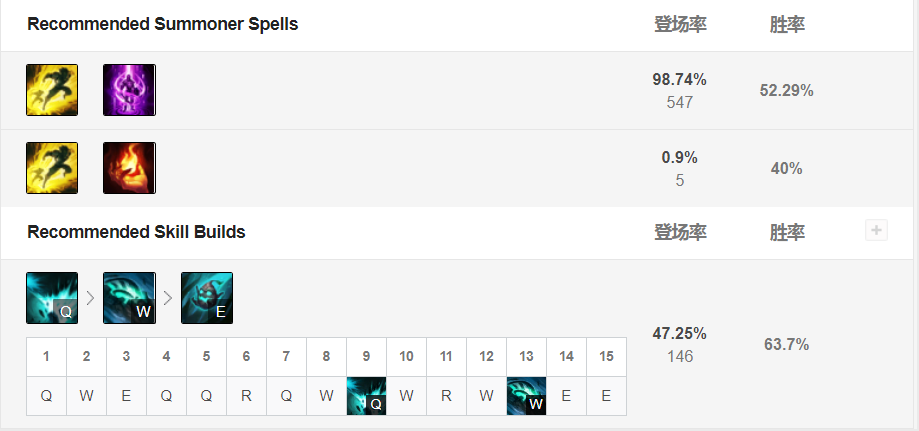 Recommended Summoner Spells 登场率 胜率
98.74%
547
52.29%
0.9%
5
40%
Recommended Skill Builds 登场率 胜率 +
Q W E
47.25%
146
63.7%
1 2 3 4 5 6 7 8 9 10 11 12 13 14 15
Q W E Q Q R Q W Q W R W W E E